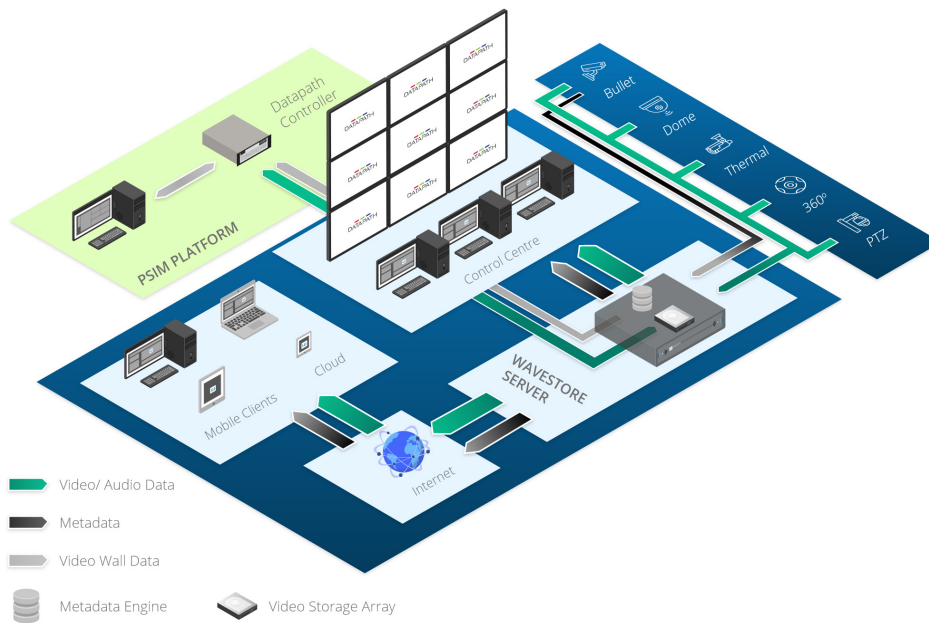 Datapath
Controller
PSIM PLATFORM
DATAPATH
DATAPATH
DATAPATH
DATAPATH
DATAPATH
DATAPATH
DATAPATH
DATAPATH
DATAPATH
Control Centre
Bullet
Dome
Thermal
360º
PTZ
WAVESTORE
SERVER
Cloud
Mobile Clients
Internet
Video/ Audio Data
Metadata
Video Wall Data
Metadata Engine
Video Storage Array